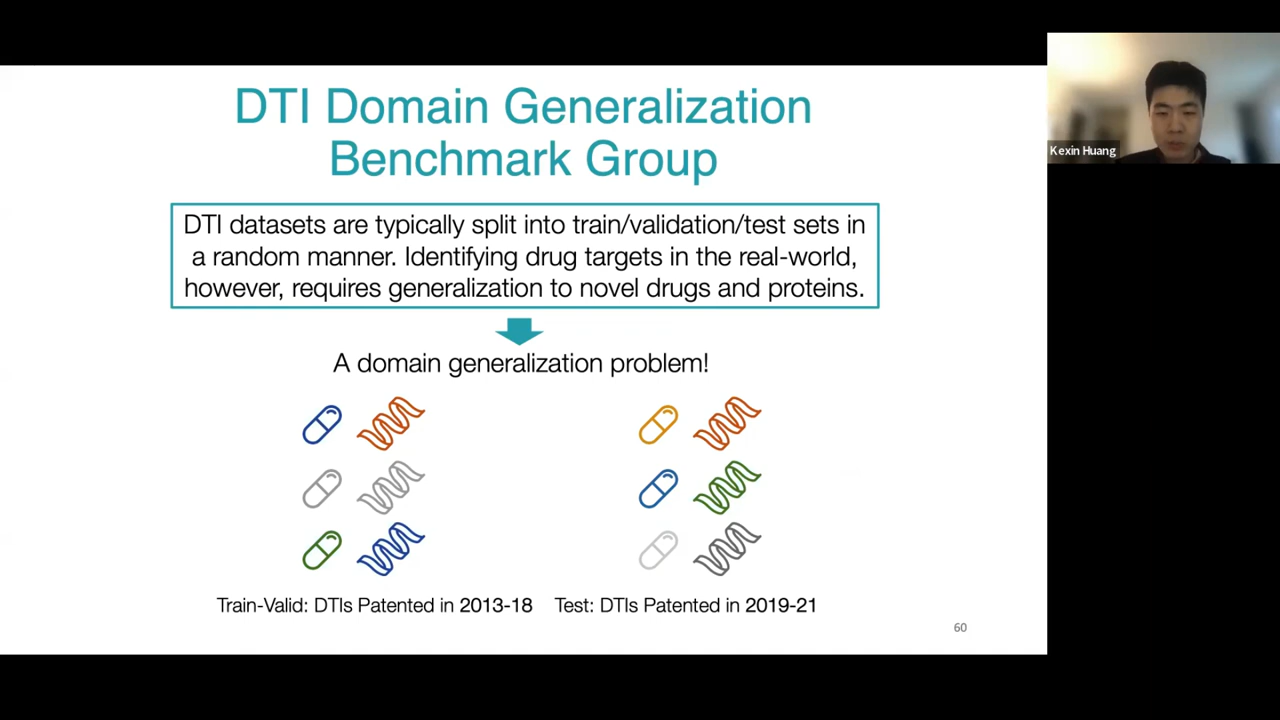 DTI Domain Generalization
Benchmark Group
DTI datasets are typically split into train/validation/test sets in
a random manner. Identifying drug targets in the real-world,
however, requires generalization to novel drugs and proteins.
A domain generalization problem!
Train-Valid: DTIs Patented in 2013-18
Test: DTIs Patented in 2019-21
60
Kexin Huang